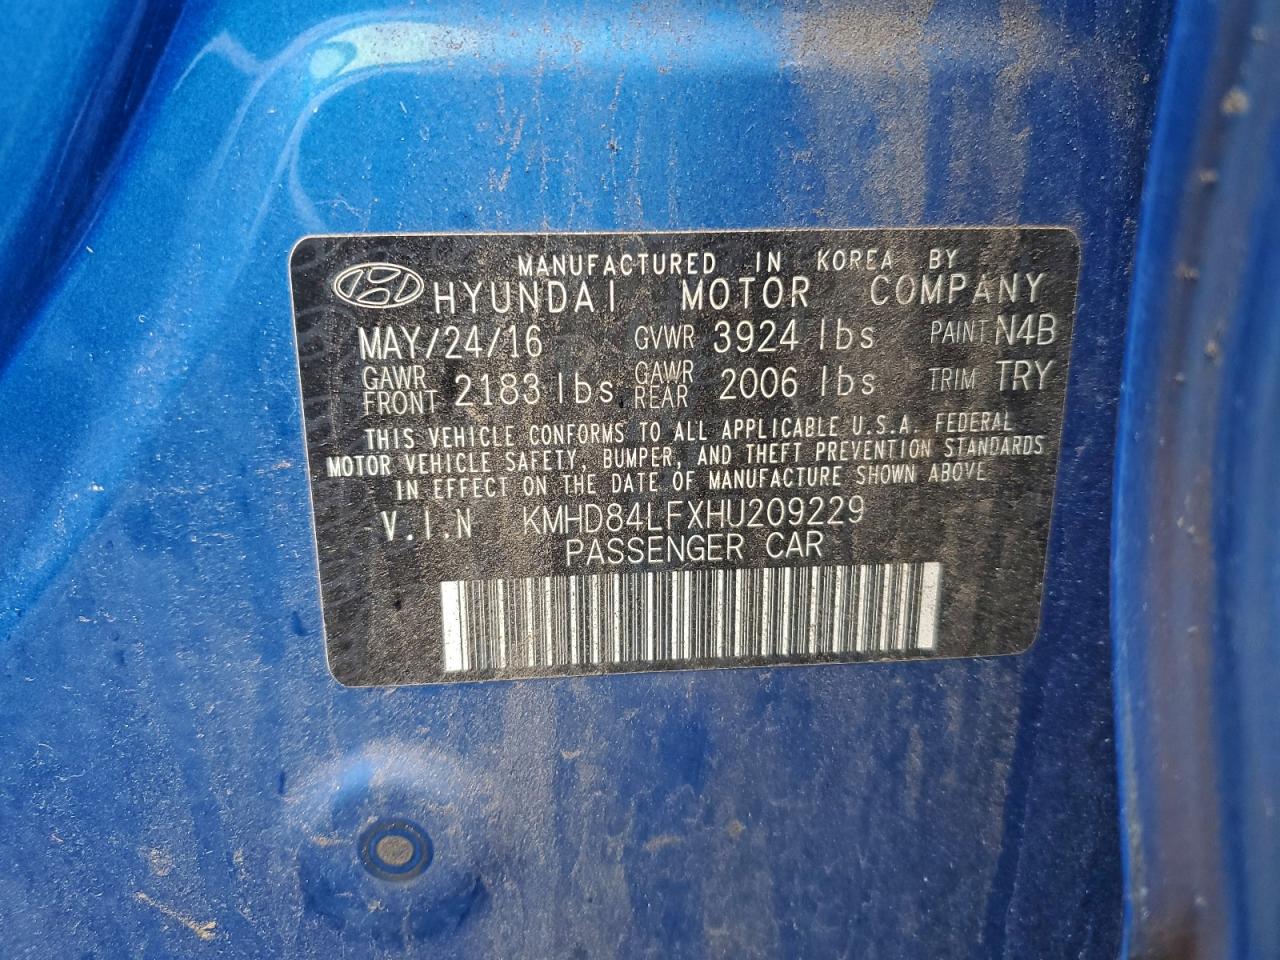 MANUFACTURED IN KOREA BY
HYUNDAI MOTOR COMPANY
MAY/24/16 GVWR 3924 lbs PAINT N4B
GAWR FRONT 2183 lbs GAWR REAR 2006 lbs TRIM TRY
THIS VEHICLE CONFORMS TO ALL APPLICABLE U.S.A. FEDERAL
MOTOR VEHICLE SAFETY, BUMPER, AND THEFT PREVENTION STANDARDS
IN EFFECT ON THE DATE OF MANUFACTURE SHOWN ABOVE
V.I.N KMHD84LFXHU209229
PASSENGER CAR